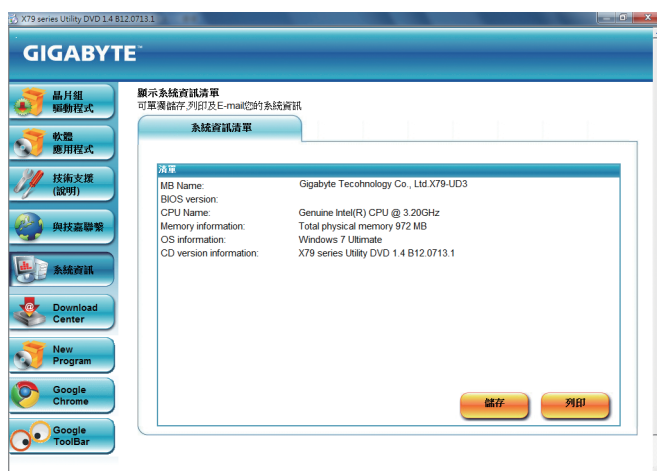 X79 series Utility DVD 1.4 B12.0713.1
GIGABYTE™
晶片組
驅動程式
軟體
應用程式
技術支援
(說明)
與技嘉聯繫
系統資訊
Download
Center
New
Program
Google
Chrome
Google
ToolBar
顯示系統資訊清單
可單獨儲存,列印及E-mail您的系統資訊
系統資訊清單
清單
MB Name: Gigabyte Tecohnology Co., Ltd.X79-UD3
BIOS version:
CPU Name: Genuine Intel(R) CPU @ 3.20GHz
Memory information: Total physical memory 972 MB
OS information: Windows 7 Ultimate
CD version information: X79 series Utility DVD 1.4 B12.0713.1
儲存 列印